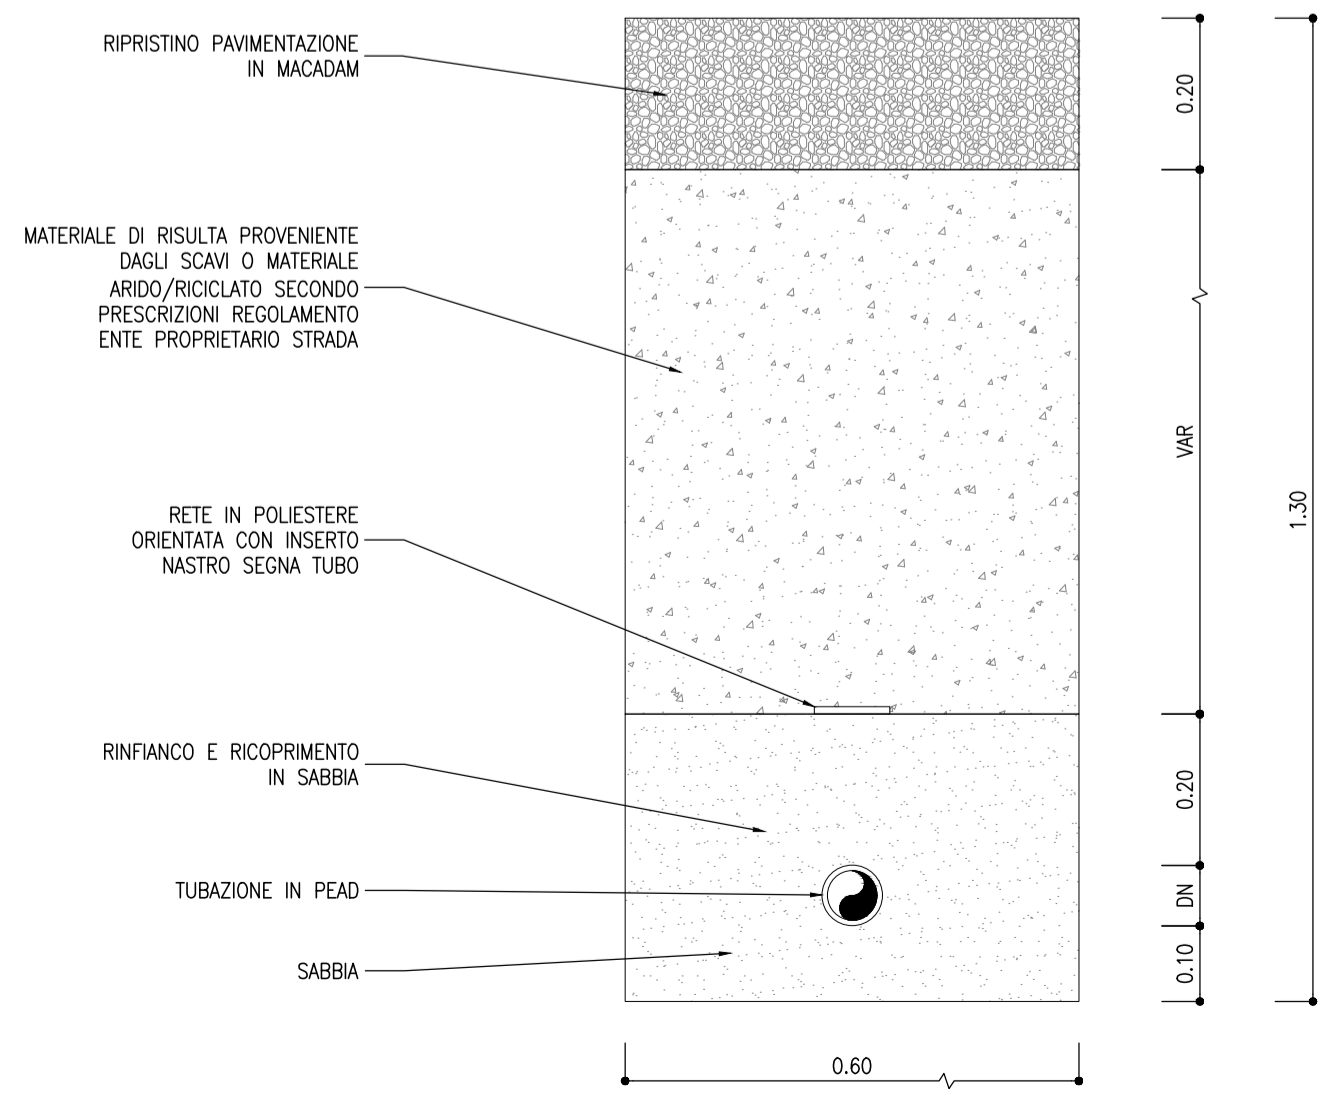 RIPRISTINO PAVIMENTAZIONE
IN MACADAM
MATERIALE DI RISULTA PROVENIENTE
DAGLI SCAVI O MATERIALE
ARIDO/RICICLATO SECONDO
PRESCRIZIONI REGOLAMENTO
ENTE PROPRIETARIO STRADA
RETE IN POLIESTERE
ORIENTATA CON INSERTO
NASTRO SEGNA TUBO
RINFIANCO E RICOPRIMENTO
IN SABBIA
TUBAZIONE IN PEAD
SABBIA
0.20
VAR
0.20
DN
0.10
1.30
0.60